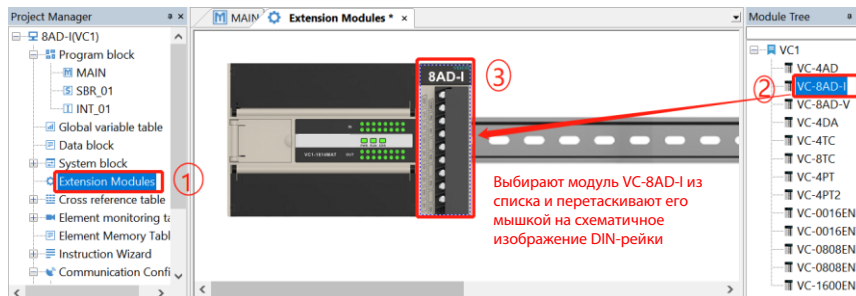 Project Manager
8AD-I(VC1)
Program block
MAIN
SBR_01
INT_01
Global variable table
Data block
System block
Extension Modules
Cross reference table
Element monitoring ta
Element Memory Tabl
Instruction Wizard
Communication Confi
1
MAIN
Extension Modules *
8AD-I
3
IN
OUT
Выбирают модуль VC-8AD-I из
списка и перетаскивают его
мышкой на схематичное
изображение DIN-рейки
Module Tree
VC1
VC-4AD
2
VC-8AD-I
VC-8AD-V
VC-4DA
VC-4TC
VC-8TC
VC-4PT
VC-4PT2
VC-0016EN
VC-0016EN
VC-0808EN
VC-0808EN
VC-1600EN